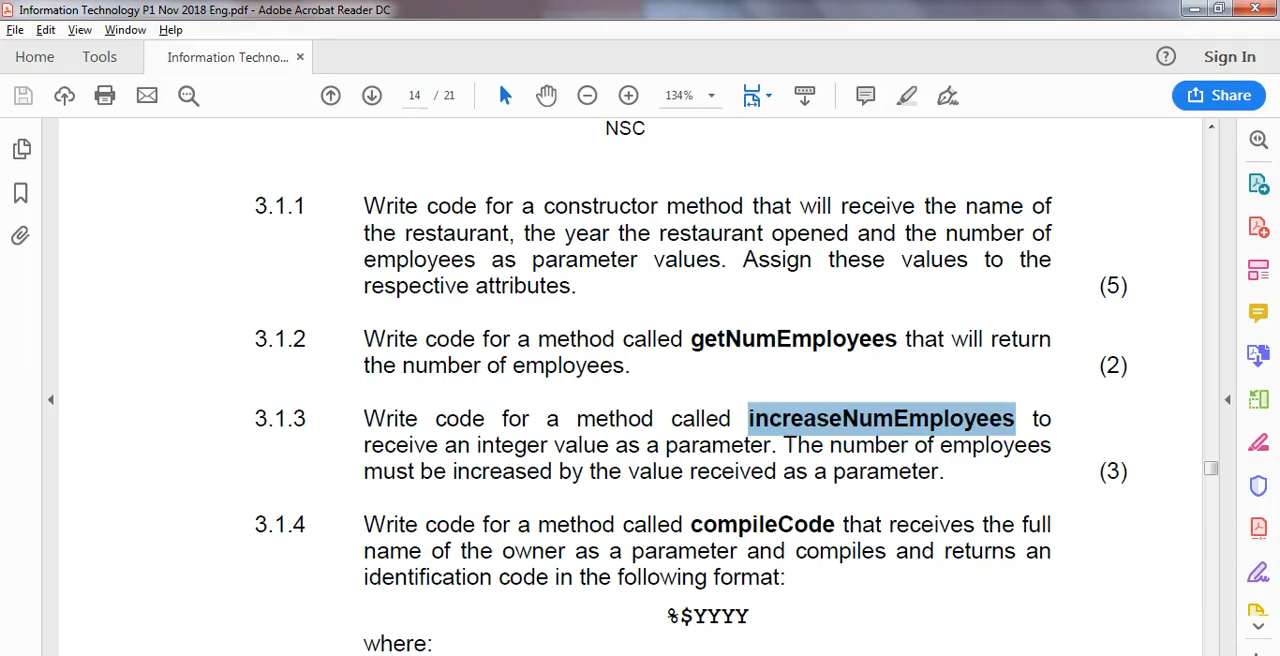 Information Technology P1 Nov 2018 Eng.pdf - Adobe Acrobat Reader DC
File Edit View Window Help
Home Tools Information Techno... × ? Sign In
14 / 21 134% Share
NSC
3.1.1 Write code for a constructor method that will receive the name of
the restaurant, the year the restaurant opened and the number of
employees as parameter values. Assign these values to the
respective attributes. (5)
3.1.2 Write code for a method called getNumEmployees that will return
the number of employees. (2)
3.1.3 Write code for a method called increaseNumEmployees to
receive an integer value as a parameter. The number of employees
must be increased by the value received as a parameter. (3)
3.1.4 Write code for a method called compileCode that receives the full
name of the owner as a parameter and compiles and returns an
identification code in the following format:
%$YYYY
where: